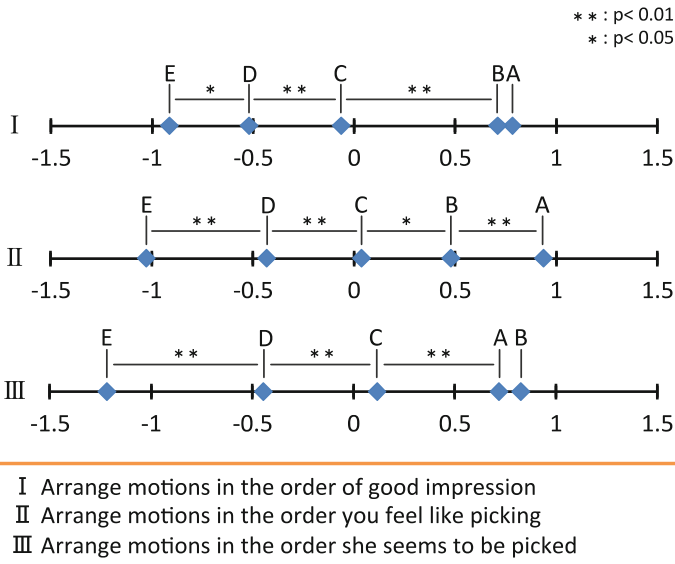 ** : p< 0.01
* : p< 0.05
E D C B A
* ** **
I
-1.5 -1 -0.5 0 0.5 1 1.5
E D C B A
** ** * **
II
-1.5 -1 -0.5 0 0.5 1 1.5
E D C A B
** ** **
III
-1.5 -1 -0.5 0 0.5 1 1.5
I Arrange motions in the order of good impression
II Arrange motions in the order you feel like picking
III Arrange motions in the order she seems to be picked